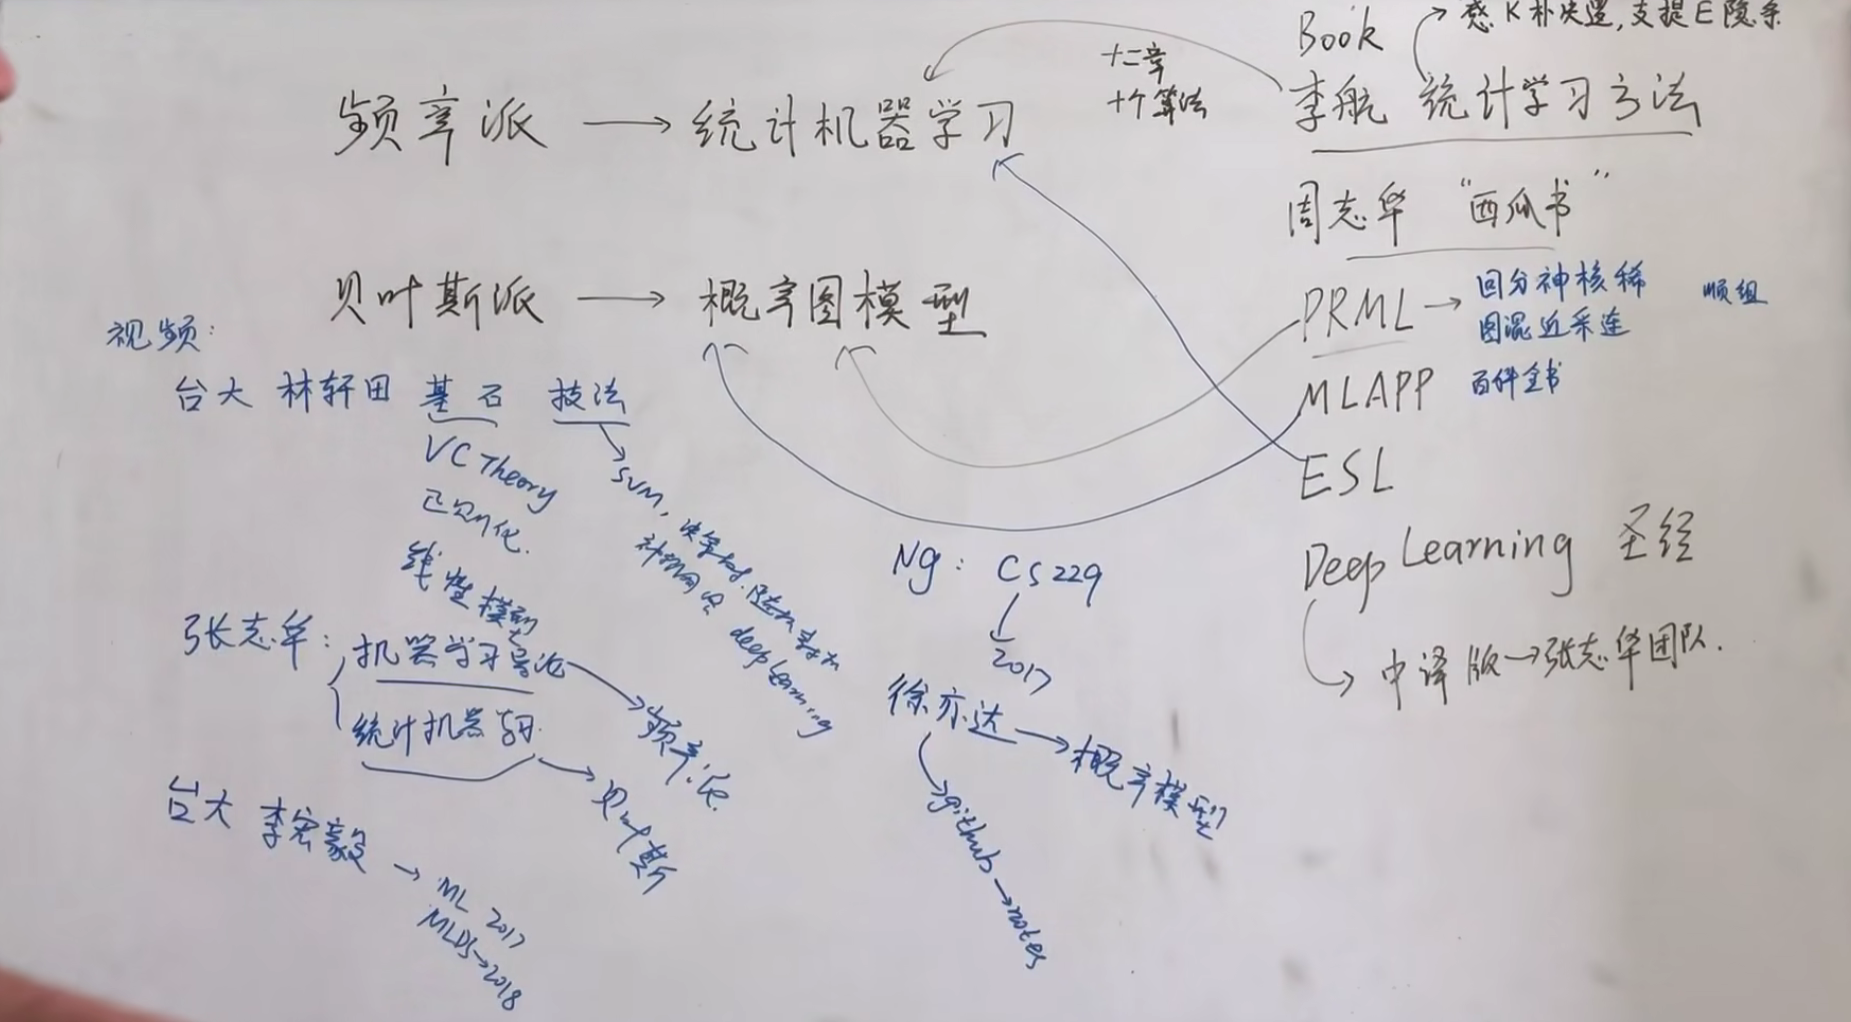 频率派 → 统计机器学习
贝叶斯派 → 概率图模型
Book
→ 感K朴决逻,支提E隐条
十二章
十个算法
李航 统计学习方法
周志华 “西瓜书”
PRML → 回分神核稀
图混近采连
顺组
MLAPP 百科全书
ESL
Deep Learning 圣经
→ 中译版 → 张志华团队.
视频:
台大 林轩田 基石 技法
VC Theory
正则化.
线性模型
SVM, 决策树, 随机森林
神经网络 deep learning
张志华: 机器学习导论 → 频率派.
统计机器学习 → 贝叶斯
台大 李宏毅 → ML 2017
MLDS → 2018
Ng: CS229
2017
徐亦达 → 概率模型
github → notes